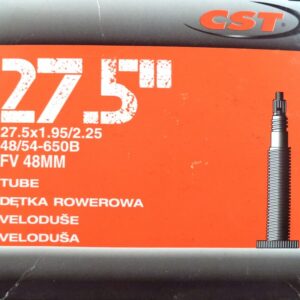 CST
27.5"
27.5x1.95/2.25
48/54-650B
FV 48MM
TUBE
DĘTKA ROWEROWA
VELODUŠE
VELODUŠA